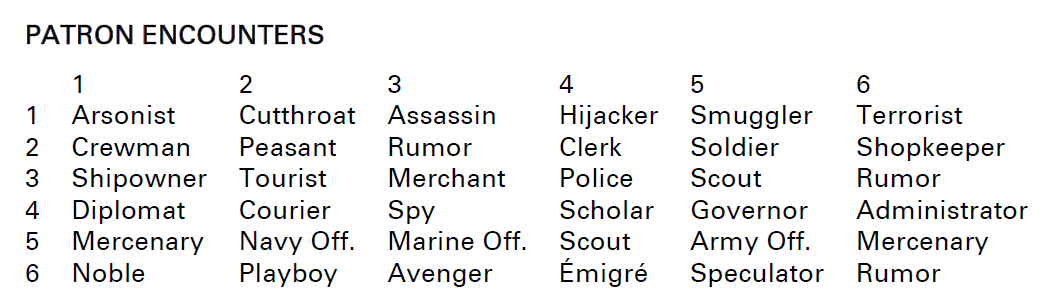 PATRON ENCOUNTERS
1 2 3 4 5 6
1 Arsonist Cutthroat Assassin Hijacker Smuggler Terrorist
2 Crewman Peasant Rumor Clerk Soldier Shopkeeper
3 Shipowner Tourist Merchant Police Scout Rumor
4 Diplomat Courier Spy Scholar Governor Administrator
5 Mercenary Navy Off. Marine Off. Scout Army Off. Mercenary
6 Noble Playboy Avenger Émigré Speculator Rumor